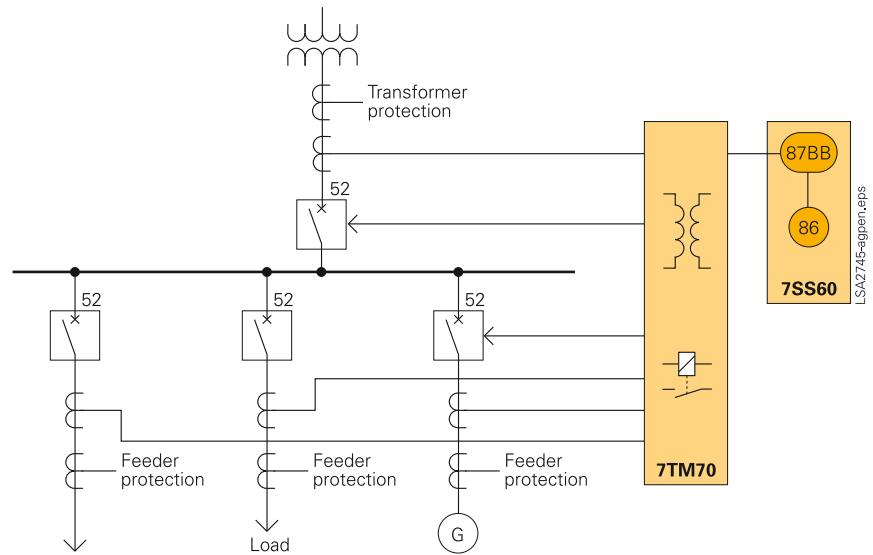 Transformer
protection
52
87BB
86
7SS60
LSA2745-agpen.eps
52
52
52
7TM70
Feeder
protection
Feeder
protection
Feeder
protection
Load
G